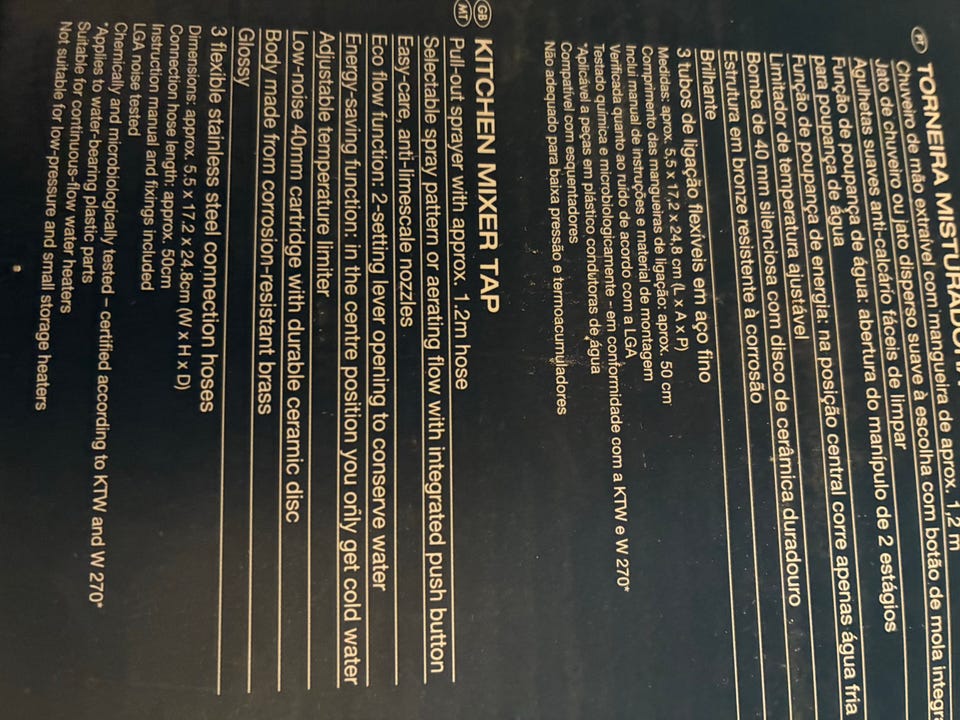 PT TORNEIRA MISTURADORA
Chuveiro de mão extraível com mangueira de aprox. 1,2 m
Jato de chuveiro ou jato disperso suave à escolha com botão de mola
Agulhetas suaves anti-calcário fáceis de limpar
Função de poupança de água: abertura do manípulo de 2 estágios
para poupança de água
Função de poupança de energia: na posição central corre apenas água fria
Limitador de temperatura ajustável
Bomba de 40 mm silenciosa com disco de cerâmica duradouro
Estrutura em bronze resistente à corrosão
Brilhante
3 tubos de ligação flexíveis em aço fino
Medidas: aprox. 5,5 x 17,2 x 24,8 cm (L x A x P)
Comprimento das mangueiras de ligação: aprox. 50 cm
Inclui manual de instruções e material de montagem
Verificada quanto ao ruído de acordo com a LGA
Testado química e microbiologicamente – em conformidade com a KTW e W 270*
*Aplicável a peças em plástico condutoras de água
Compatível com esquentadores
Não adequado para baixa pressão e termoacumuladores
GB MT KITCHEN MIXER TAP
Pull-out sprayer with approx. 1.2m hose
Selectable spray pattern or aerating flow with integrated push button
Easy-care, anti-limescale nozzles
Eco flow function: 2-setting lever opening to conserve water
Energy-saving function: in the centre position you only get cold water
Adjustable temperature limiter
Low-noise 40mm cartridge with durable ceramic disc
Body made from corrosion-resistant brass
Glossy
3 flexible stainless steel connection hoses
Dimensions: approx. 5.5 x 17.2 x 24.8cm (W x H x D)
Connection hose length: approx. 50cm
Instruction manual and fixings included
LGA noise tested
Chemically and microbiologically tested – certified according to KTW and W 270*
*Applies to water-bearing plastic parts
Suitable for continuous-flow water heaters
Not suitable for low-pressure and small storage heaters